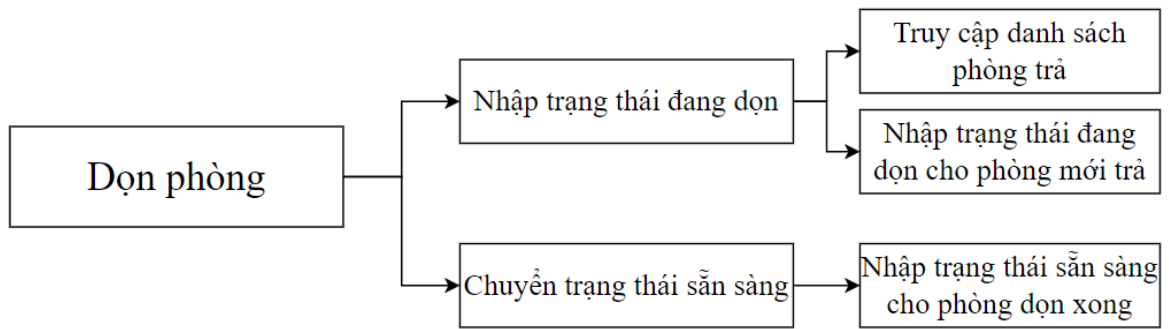 Dọn phòng
Nhập trạng thái đang dọn
Truy cập danh sách
phòng trả
Nhập trạng thái đang
dọn cho phòng mới trả
Chuyển trạng thái sẵn sàng
Nhập trạng thái sẵn sàng
cho phòng dọn xong